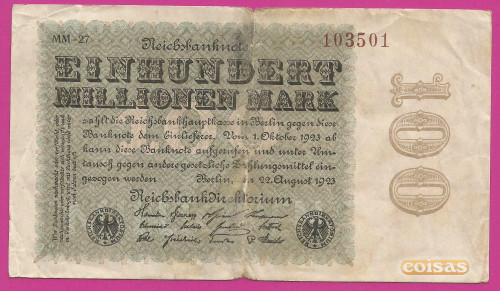 MM-27
Reichsbanknote
103501
EINHUNDERT
MILLIONEN MARK
zahlt die Reichsbankhauptkasse in Berlin gegen diese
Banknote dem Einlieferer. Vom 1. Oktober 1923 ab
kann diese Banknote aufgerufen und unter Um-
tausch gegen andere gesetzliche Zahlungsmittel ein-
gezogen werden. Berlin, den 22. August 1923
Reichsbankdirektorium
100
coisas